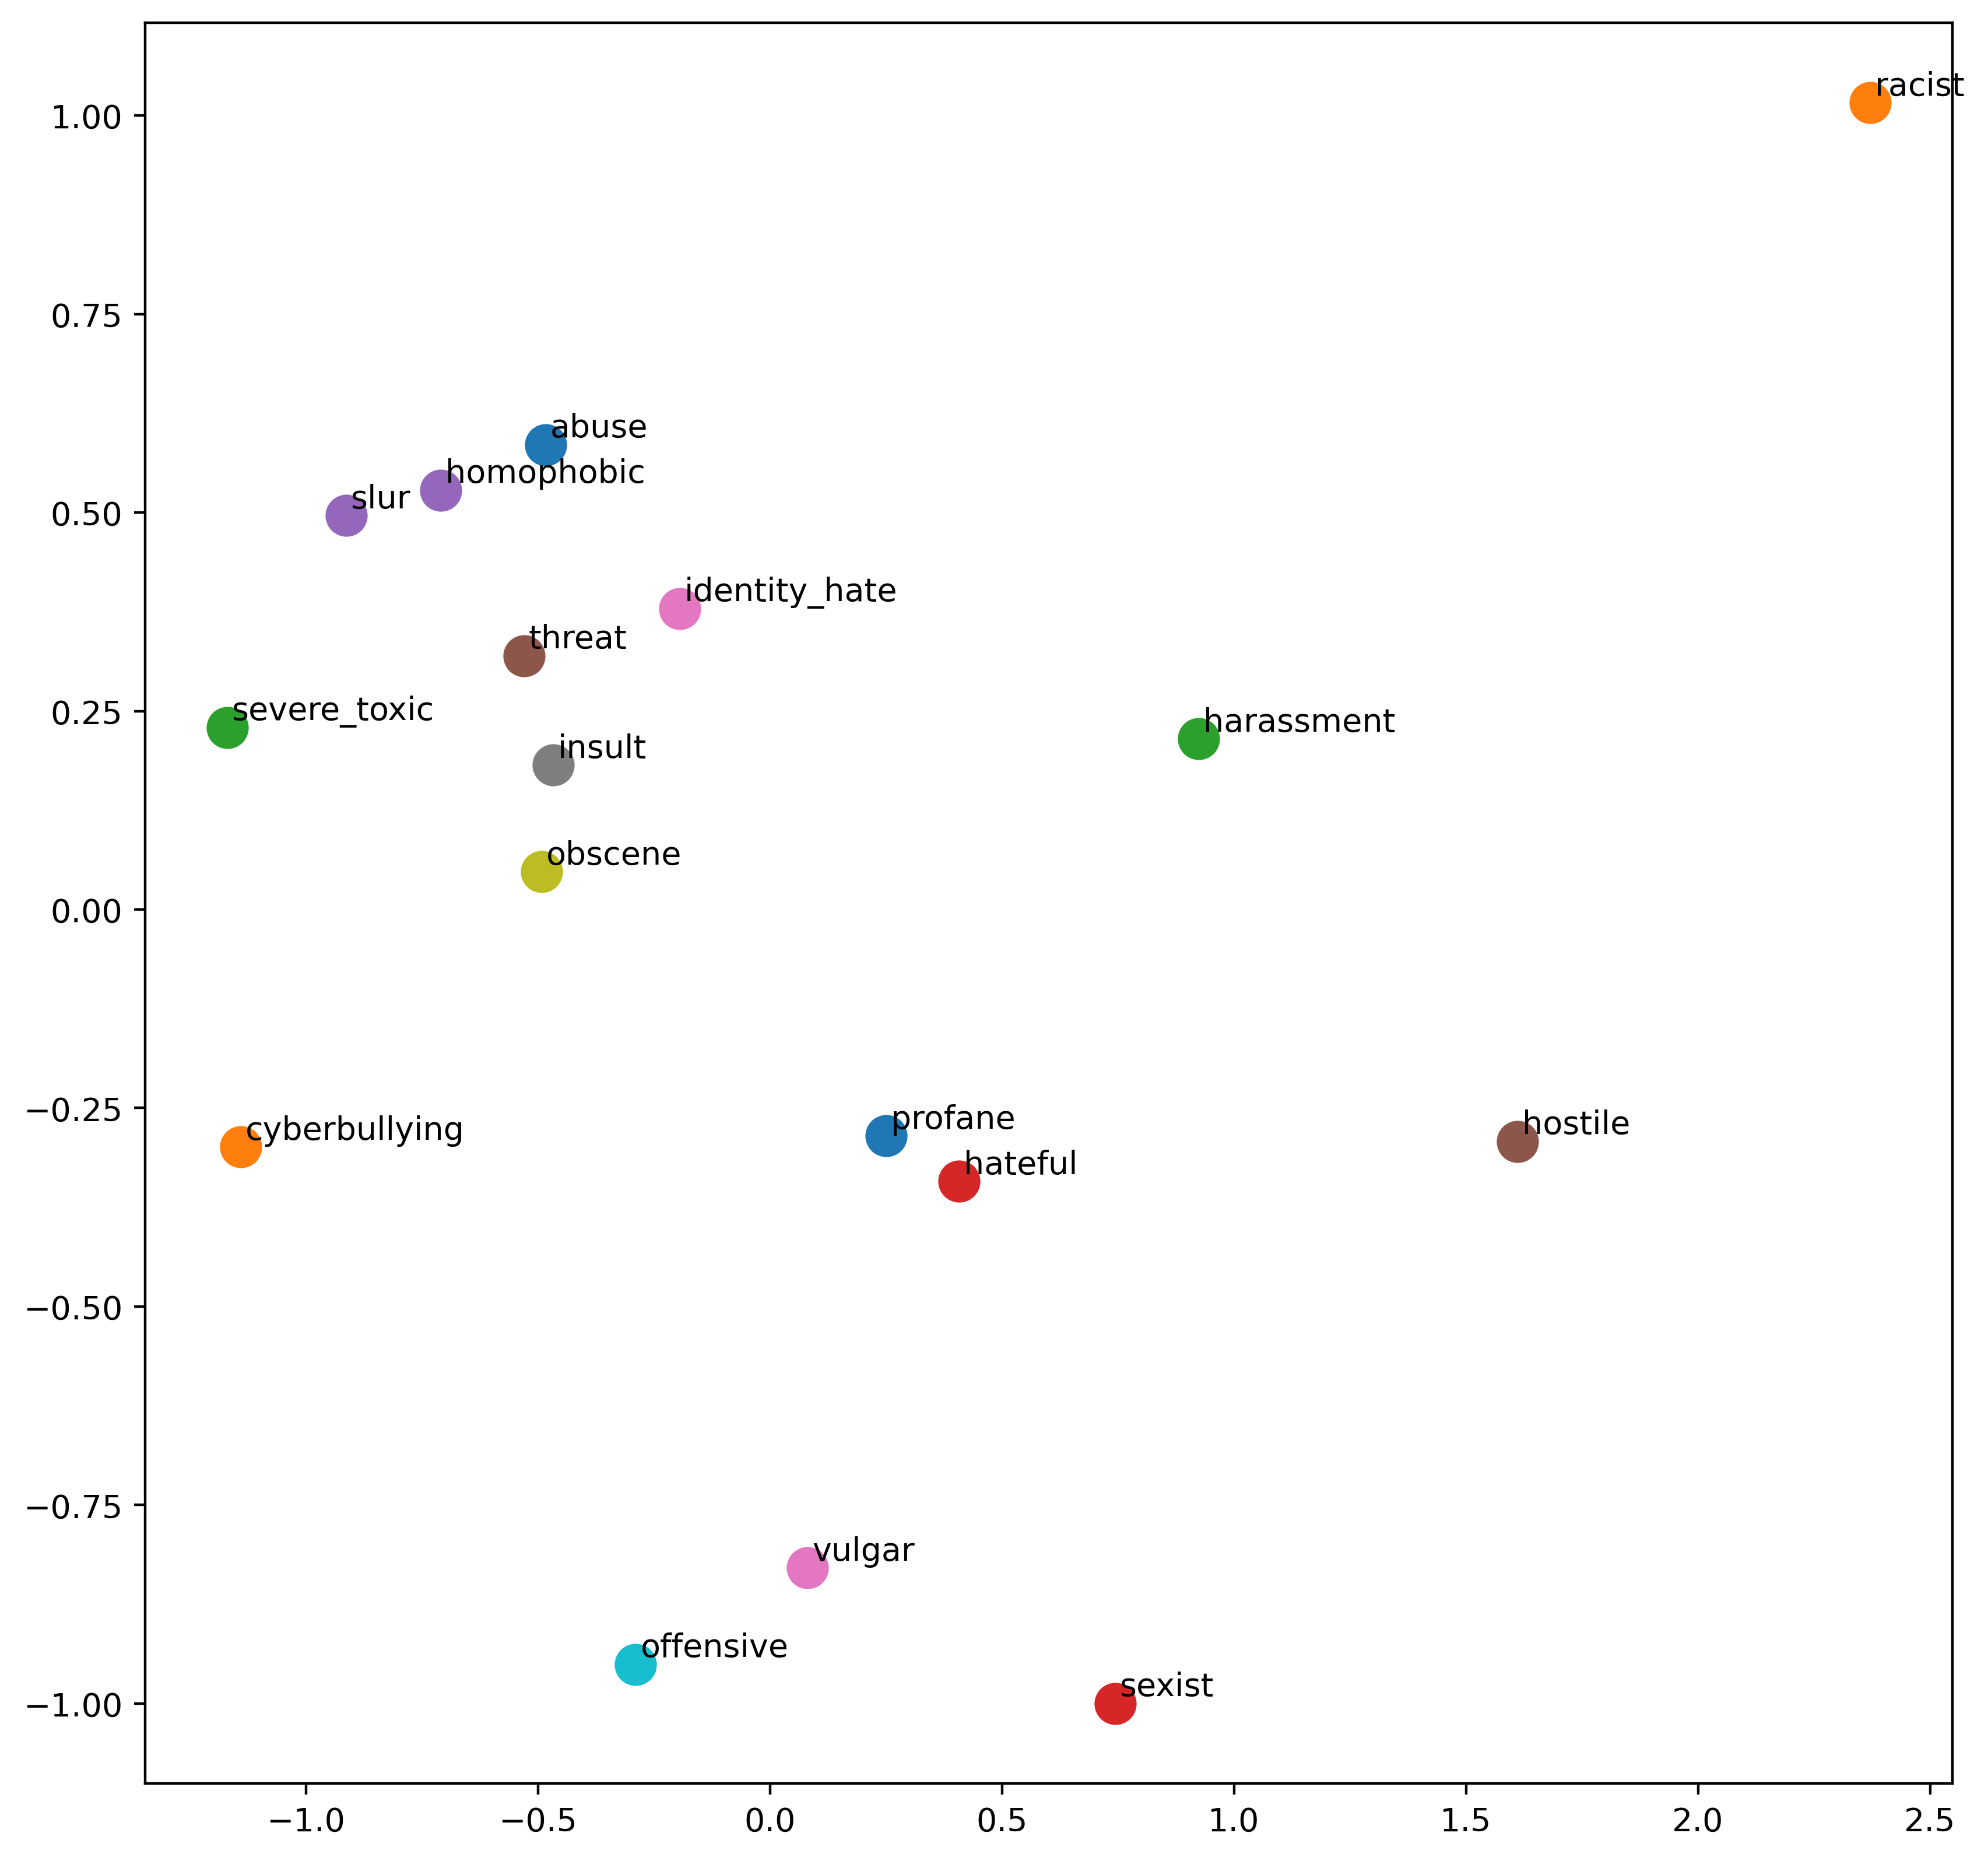 racist
1.00
0.75
abuse
homophobic
slur
0.50
identity_hate
threat
severe_toxic
harassment
0.25
insult
obscene
0.00
−0.25
cyberbullying
profane
hostile
hateful
−0.50
−0.75
vulgar
offensive
sexist
−1.00
−1.0 −0.5 0.0 0.5 1.0 1.5 2.0 2.5